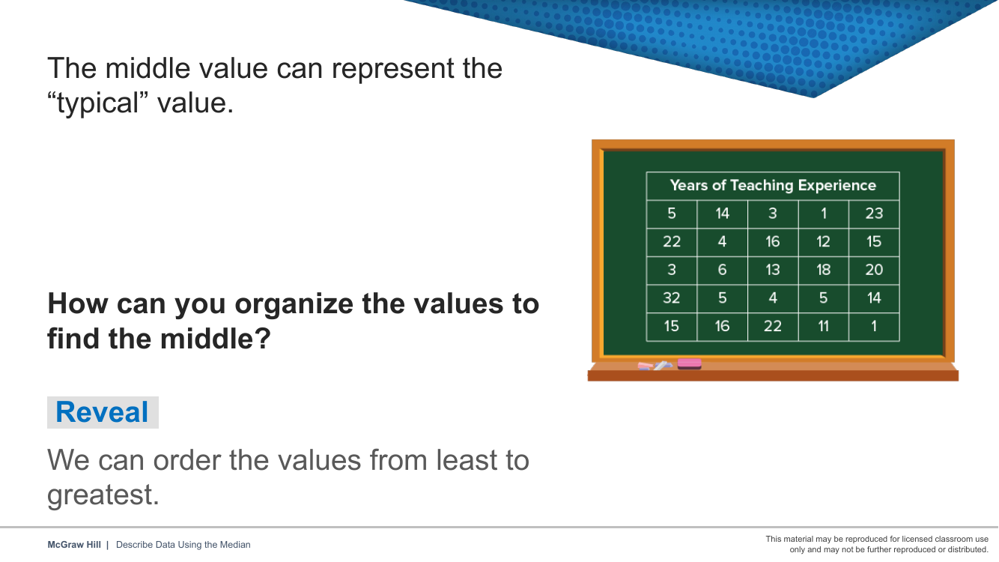 The middle value can represent the
“typical” value.
Years of Teaching Experience
5 14 3 1 23
22 4 16 12 15
3 6 13 18 20
32 5 4 5 14
15 16 22 11 1
How can you organize the values to
find the middle?
Reveal
We can order the values from least to
greatest.
McGraw Hill | Describe Data Using the Median
This material may be reproduced for licensed classroom use
only and may not be further reproduced or distributed.